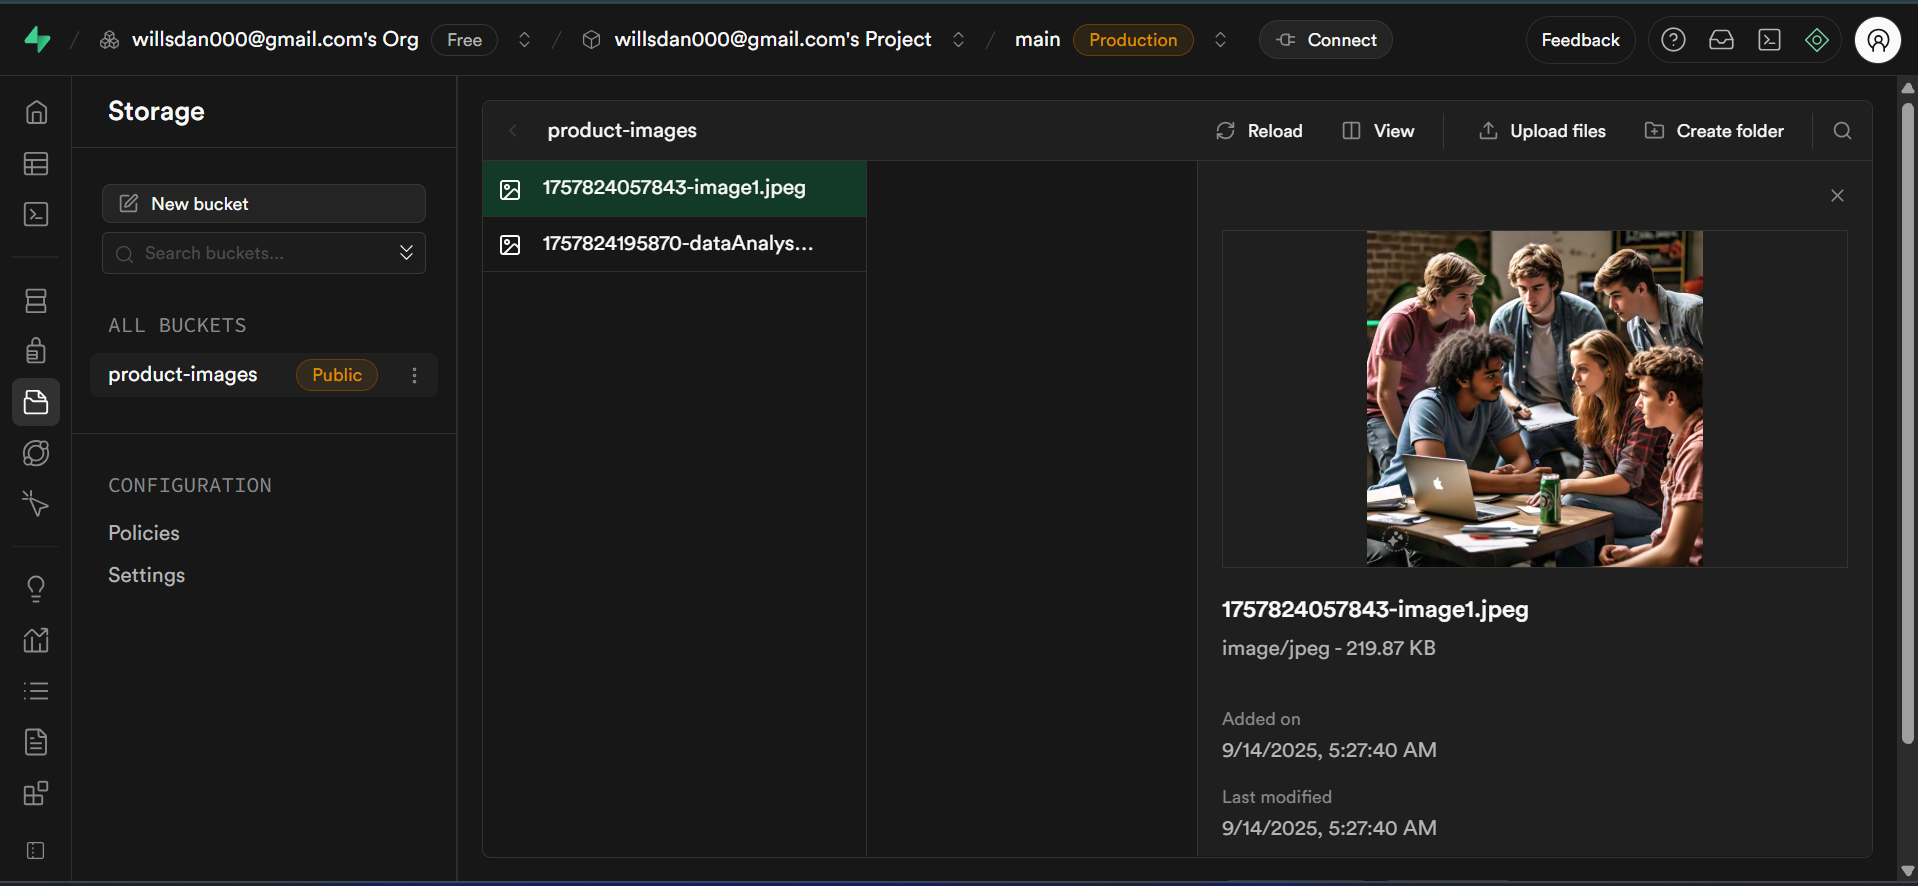 willsdan000@gmail.com's Org Free willsdan000@gmail.com's Project main Production Connect Feedback
Storage
New bucket
Search buckets...
ALL BUCKETS
product-images Public
CONFIGURATION
Policies
Settings
product-images Reload View Upload files Create folder
1757824057843-image1.jpeg
1757824195870-dataAnalys...
1757824057843-image1.jpeg
image/jpeg - 219.87 KB
Added on
9/14/2025, 5:27:40 AM
Last modified
9/14/2025, 5:27:40 AM